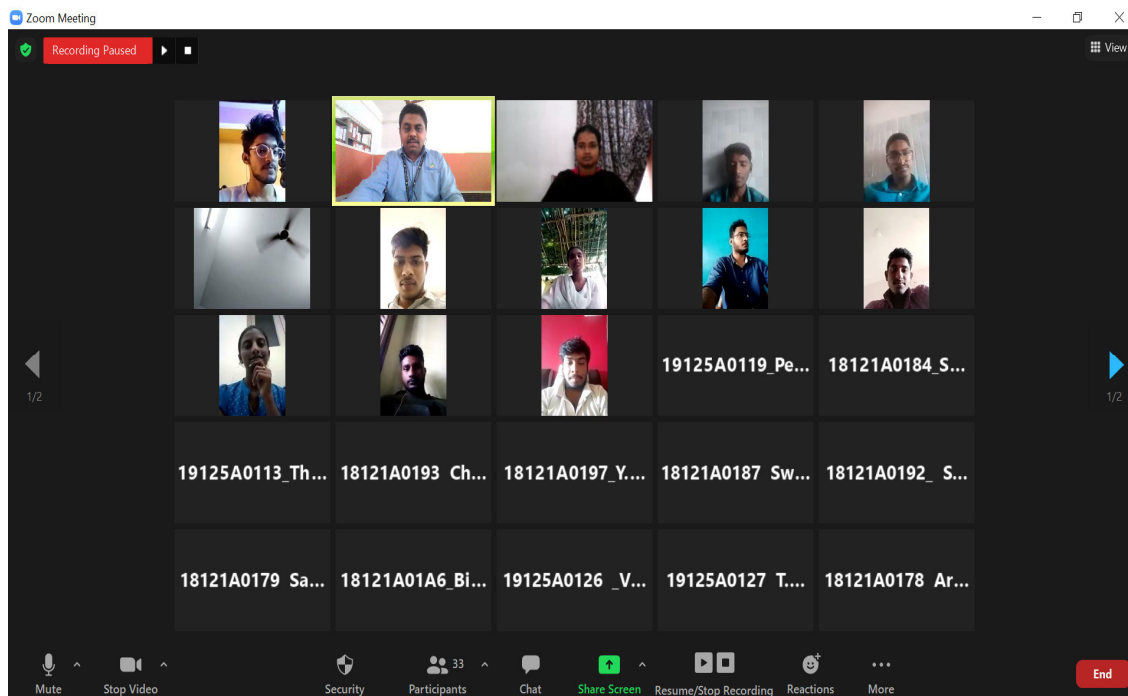 Zoom Meeting
Recording Paused
View
19125A0119_Pe...
18121A0184_S...
1/2
1/2
19125A0113_Th...
18121A0193 Ch...
18121A0197_Y....
18121A0187 Sw...
18121A0192_ S...
18121A0179 Sa...
18121A01A6_Bi...
19125A0126 _V...
19125A0127 T....
18121A0178 Ar...
33
Mute
Stop Video
Security
Participants
Chat
Share Screen
Resume/Stop Recording
Reactions
More
End